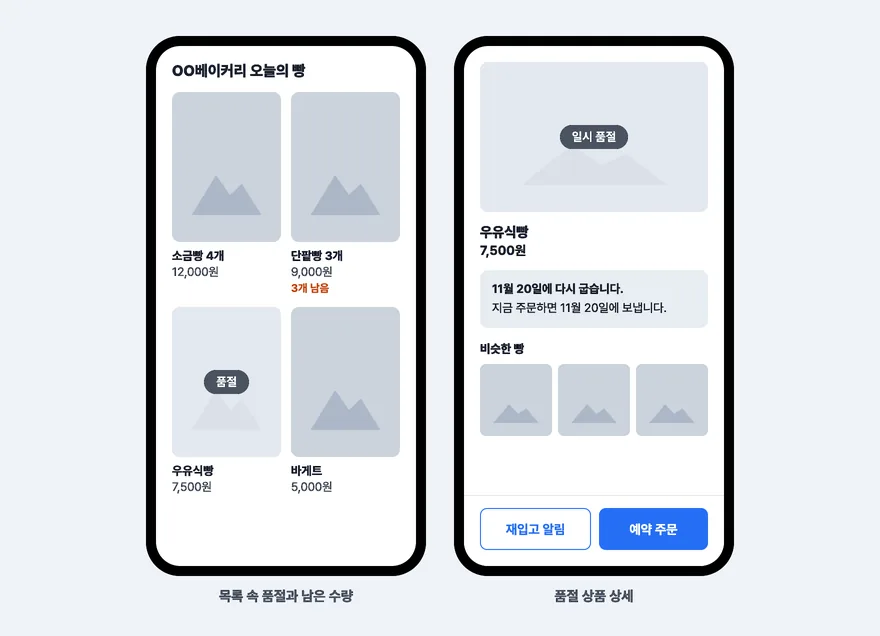 OO베이커리 오늘의 빵
소금빵 4개
12,000원
단팥빵 3개
9,000원
3개 남음
품절
우유식빵
7,500원
바게트
5,000원
목록 속 품절과 남은 수량
일시 품절
우유식빵
7,500원
11월 20일에 다시 굽습니다.
지금 주문하면 11월 20일에 보냅니다.
비슷한 빵
재입고 알림
예약 주문
품절 상품 상세